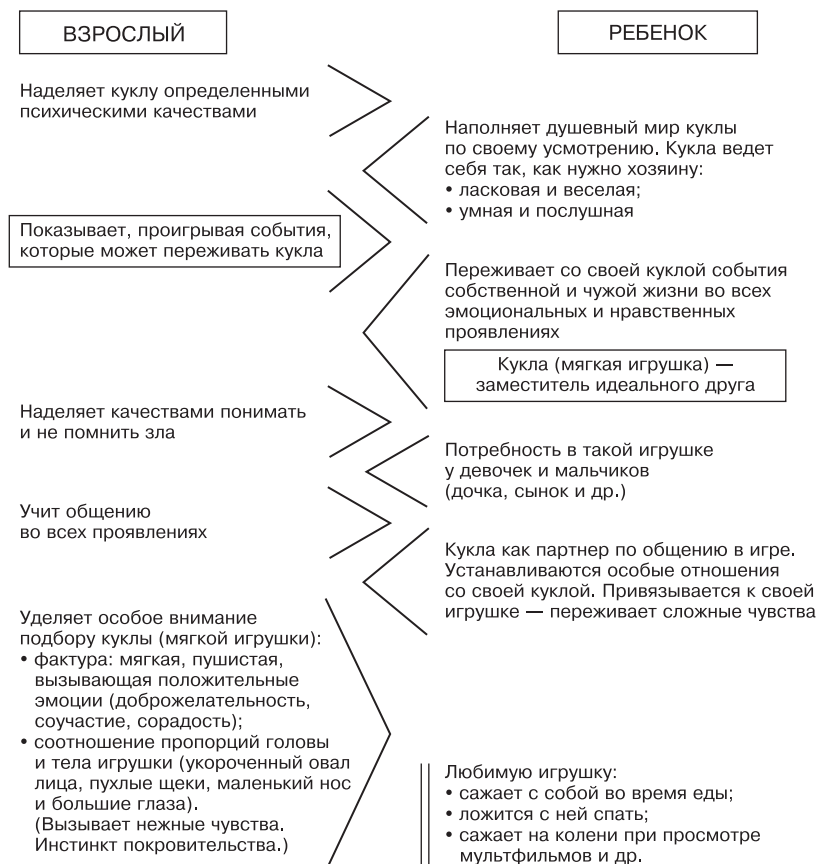 ВЗРОСЛЫЙ
РЕБЕНОК
Наделяет куклу определенными
психическими качествами
Наполняет душевный мир куклы
по своему усмотрению. Кукла ведет
себя так, как нужно хозяину:
• ласковая и веселая;
• умная и послушная
Показывает, проигрывая события,
которые может переживать кукла
Переживает со своей куклой события
собственной и чужой жизни во всех
эмоциональных и нравственных
проявлениях
Кукла (мягкая игрушка) —
заместитель идеального друга
Наделяет качествами понимать
и не помнить зла
Потребность в такой игрушке
у девочек и мальчиков
(дочка, сынок и др.)
Учит общению
во всех проявлениях
Кукла как партнер по общению в игре.
Устанавливаются особые отношения
со своей куклой. Привязывается к своей
игрушке — переживает сложные чувства
Уделяет особое внимание
подбору куклы (мягкой игрушки):
• фактура: мягкая, пушистая,
вызывающая положительные
эмоции (доброжелательность,
соучастие, сорадость);
• соотношение пропорций головы
и тела игрушки (укороченный овал
лица, пухлые щеки, маленький нос
и большие глаза).
(Вызывает нежные чувства.
Инстинкт покровительства.)
Любимую игрушку:
• сажает с собой во время еды;
• ложится с ней спать;
• сажает на колени при просмотре
мультфильмов и др.